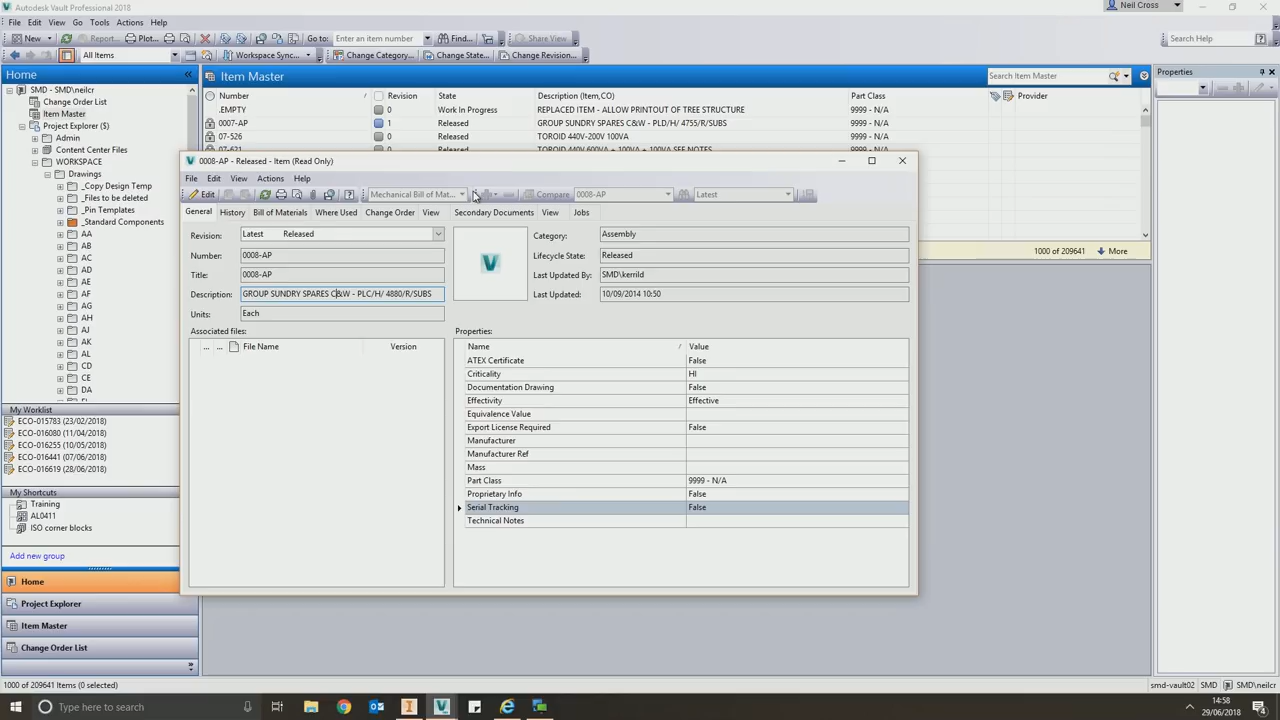 Autodesk Vault Professional 2018
Neil Cross
File Edit View Go Tools Actions Help
New Report... Plot... Go to: Enter an item number Find... Share View
Search Help
All Items Workspace Sync... Change Category... Change State... Change Revision...
Home
Item Master
Search Item Master
Properties
SMD - SMD\neilcr
Change Order List
Item Master
Project Explorer ($)
Admin
Content Center Files
WORKSPACE
Drawings
_Copy Design Temp
_Files to be deleted
_Pin Templates
_Standard Components
AA
AB
AC
AD
AE
AF
AG
AH
AJ
AK
AL
CD
CE
DA
Number Revision State Description (Item,CO) Part Class Provider
.EMPTY 0 Work In Progress REPLACED ITEM - ALLOW PRINTOUT OF TREE STRUCTURE 9999 - N/A
0007-AP 1 Released GROUP SUNDRY SPARES C&W - PLD/H/ 4755/R/SUBS 9999 - N/A
07-526 0 Released TOROID 440V-200V 100VA 9999 - N/A
07-621 0 Released TOROID 440V 600VA + 100VA + 100VA SEE NOTES 9999 - N/A
1000 of 209641 More
0008-AP - Released - Item (Read Only)
File Edit View Actions Help
Edit Mechanical Bill of Mat... Compare 0008-AP Latest
General History Bill of Materials Where Used Change Order View Secondary Documents View Jobs
Revision: Latest Released
Number: 0008-AP
Title: 0008-AP
Description: GROUP SUNDRY SPARES C&W - PLC/H/ 4880/R/SUBS
Units: Each
Category: Assembly
Lifecycle State: Released
Last Updated By: SMD\kerrild
Last Updated: 10/09/2014 10:50
Associated files:
... ... File Name Version
Properties:
Name Value
ATEX Certificate False
Criticality HI
Documentation Drawing False
Effectivity Effective
Equivalence Value
Export License Required False
Manufacturer
Manufacturer Ref
Mass
Part Class 9999 - N/A
Proprietary Info False
Serial Tracking False
Technical Notes
My Worklist
ECO-015783 (23/02/2018)
ECO-016080 (11/04/2018)
ECO-016255 (10/05/2018)
ECO-016441 (07/06/2018)
ECO-016619 (28/06/2018)
My Shortcuts
Training
AL0411
ISO corner blocks
Add new group
Home
Project Explorer
Item Master
Change Order List
1000 of 209641 Items (0 selected)
smd-vault02 SMD SMD\neilcr
Type here to search
14:58
29/06/2018
4